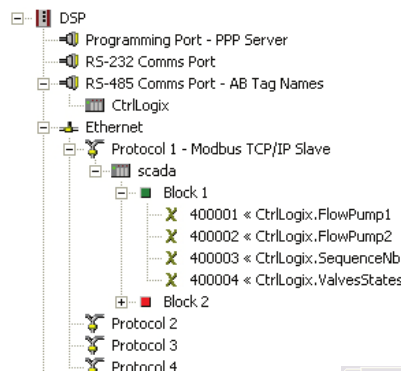 DSP
Programming Port - PPP Server
RS-232 Comms Port
RS-485 Comms Port - AB Tag Names
CtrlLogix
Ethernet
Protocol 1 - Modbus TCP/IP Slave
scada
Block 1
400001 « CtrlLogix.FlowPump1
400002 « CtrlLogix.FlowPump2
400003 « CtrlLogix.SequenceNb
400004 « CtrlLogix.ValvesStates
Block 2
Protocol 2
Protocol 3
Protocol 4